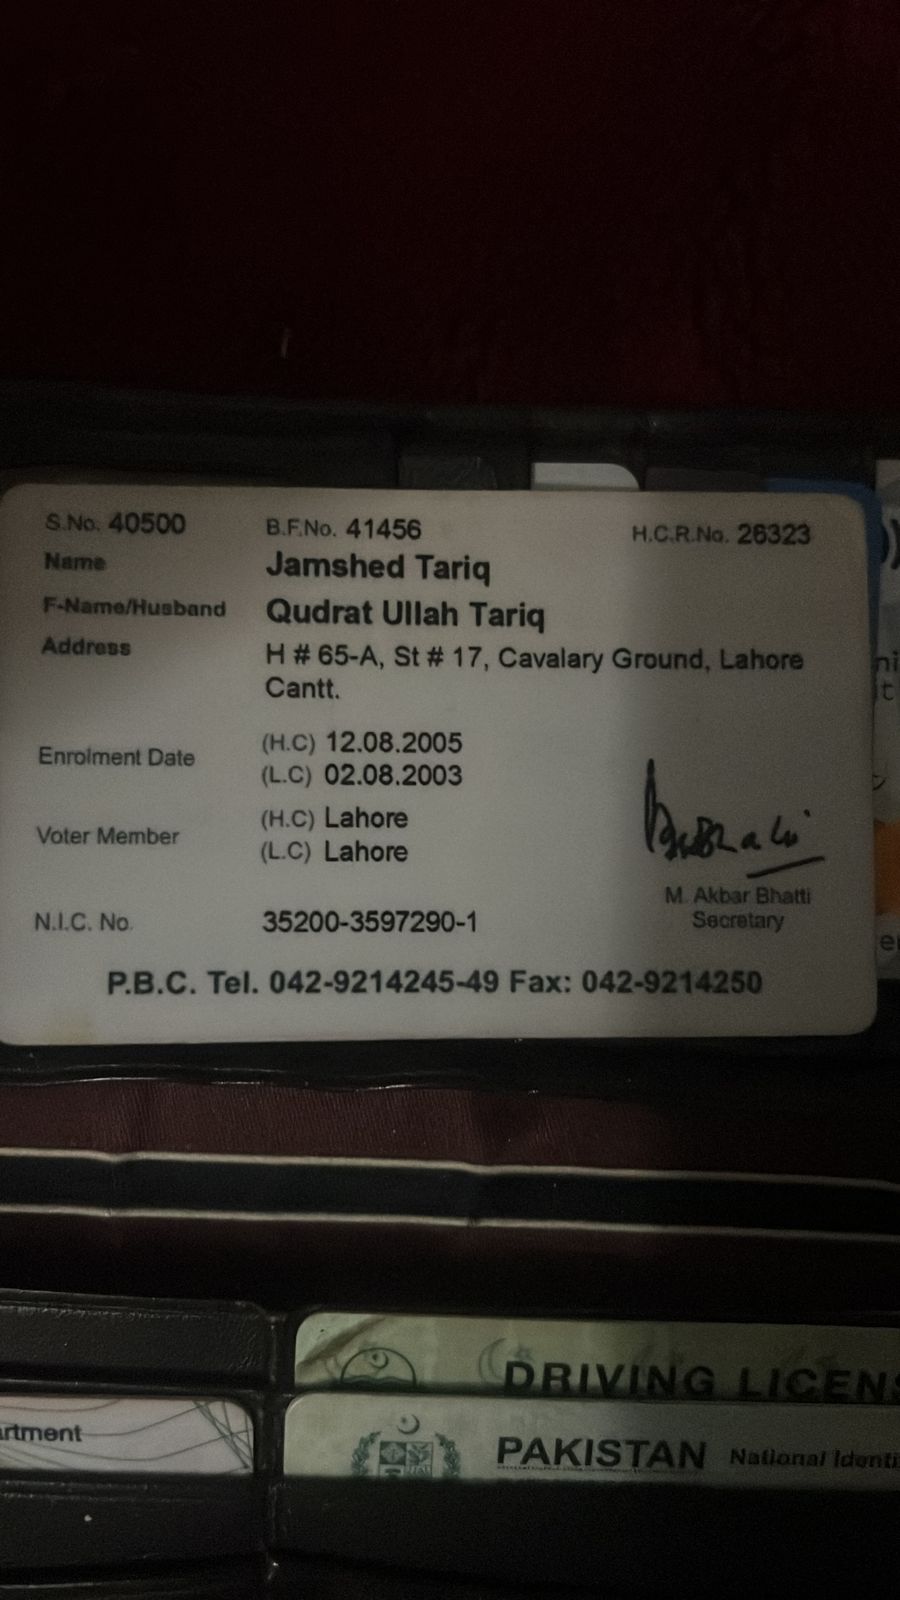 S.No. 40500 B.F.No. 41456 H.C.R.No. 26323
Name Jamshed Tariq
F-Name/Husband Qudrat Ullah Tariq
Address H # 65-A, St # 17, Cavalary Ground, Lahore
Cantt.
Enrolment Date (H.C) 12.08.2005
(L.C) 02.08.2003
Voter Member (H.C) Lahore
(L.C) Lahore
M. Akbar Bhatti
Secretary
N.I.C. No. 35200-3597290-1
P.B.C. Tel. 042-9214245-49 Fax: 042-9214250
DRIVING LICENS
rtment
PAKISTAN National Identi